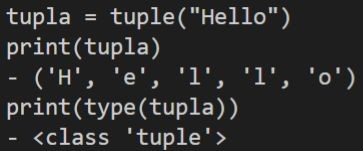 tupla = tuple("Hello")
print(tupla)
- ('H', 'e', 'l', 'l', 'o')
print(type(tupla))
- <class 'tuple'>